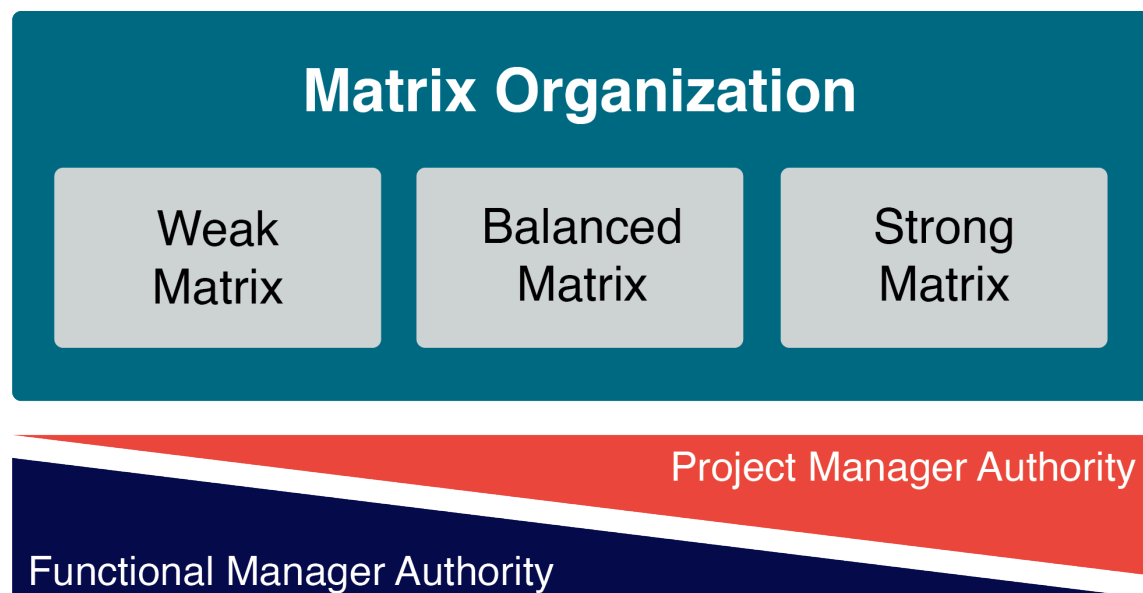 Matrix Organization
Weak
Matrix
Balanced
Matrix
Strong
Matrix
Project Manager Authority
Functional Manager Authority